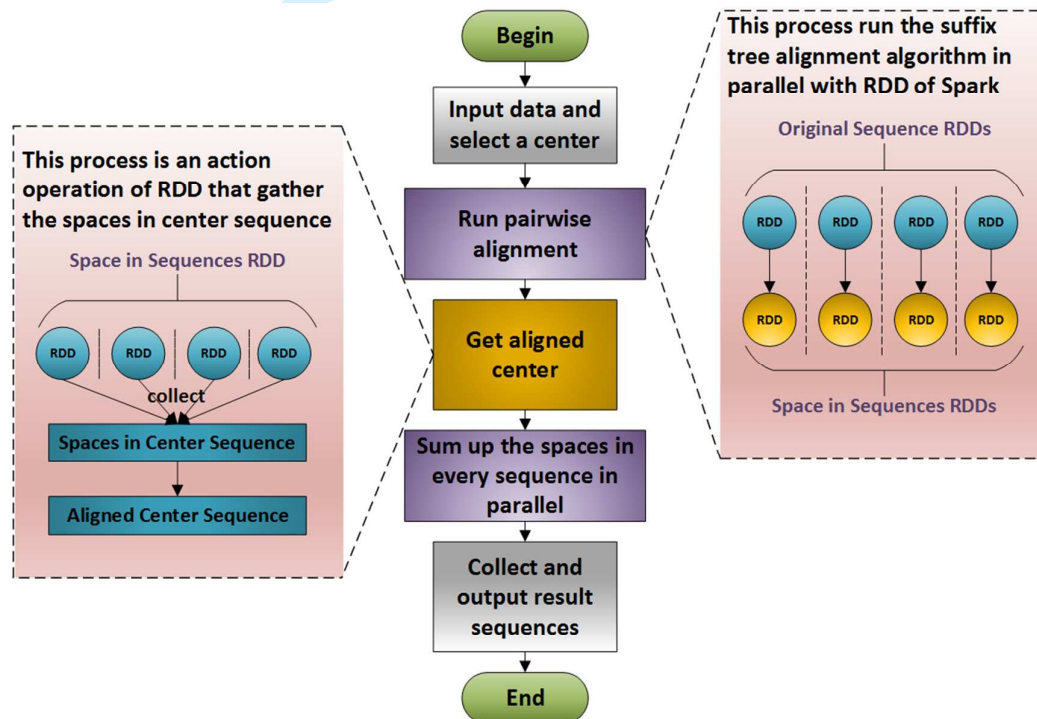 Begin
Input data and
select a center
Run pairwise
alignment
Get aligned
center
Sum up the spaces in
every sequence in
parallel
Collect and
output result
sequences
End
This process is an action
operation of RDD that gather
the spaces in center sequence
Space in Sequences RDD
RDD RDD RDD RDD
collect
Spaces in Center Sequence
Aligned Center Sequence
This process run the suffix
tree alignment algorithm in
parallel with RDD of Spark
Original Sequence RDDs
RDD RDD RDD RDD
RDD RDD RDD RDD
Space in Sequences RDDs